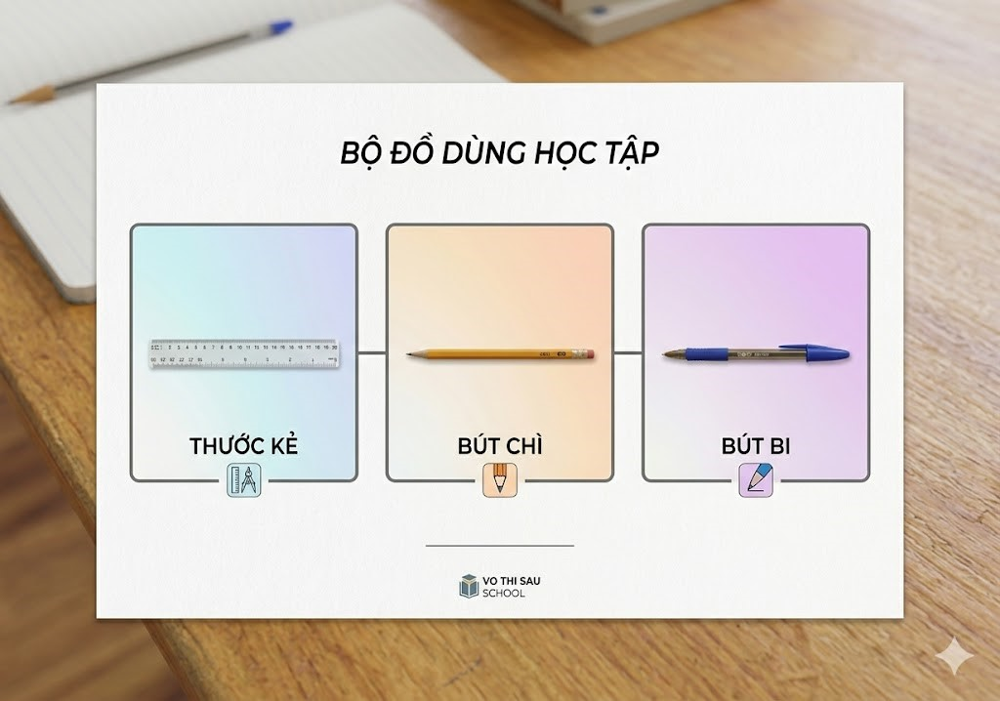 BỘ ĐỒ DÙNG HỌC TẬP
THƯỚC KẺ
BÚT CHÌ
BÚT BI
VO THI SAU
SCHOOL